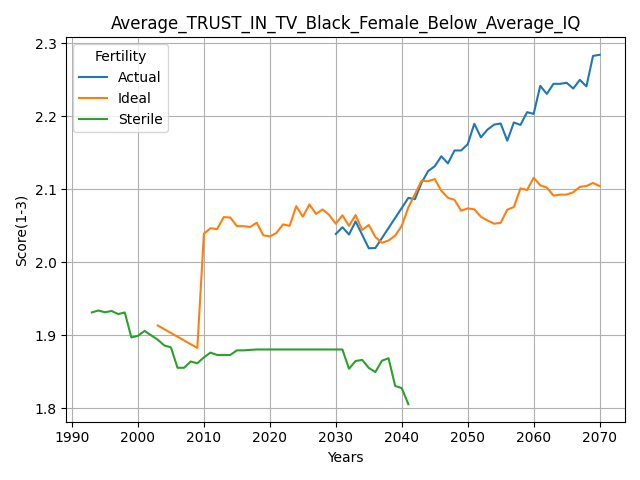 Average_TRUST_IN_TV_Black_Female_Below_Average_IQ
Fertility
Actual
Ideal
Sterile
Score(1-3)
2.3
2.2
2.1
2.0
1.9
1.8
1990 2000 2010 2020 2030 2040 2050 2060 2070
Years